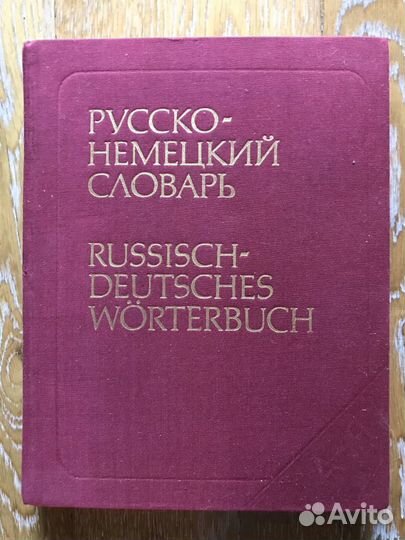 РУССКО-
НЕМЕЦКИЙ
СЛОВАРЬ
RUSSISCH-
DEUTSCHES
WÖRTERBUCH
Avito